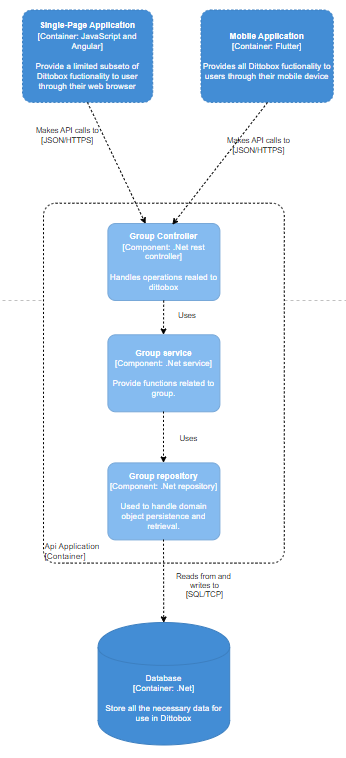 Single-Page Application
[Container: JavaScript and
Angular]
Provide a limited subseto of
Dittobox fuctionality to user
through their web browser
Mobile Application
[Container: Flutter]
Provides all Dittobox fuctionality to
users through their mobile device
Makes API calls to
[JSON/HTTPS]
Makes API calls to
[JSON/HTTPS]
Group Controller
[Component: .Net rest
controller]
Handles operations realed to
dittobox
Uses
Group service
[Component: .Net service]
Provide functions related to
group.
Uses
Group repository
[Component: .Net repository]
Used to handle domain
object persistence and
retrieval.
Api Application
[Container]
Reads from and
writes to
[SQL/TCP]
Database
[Container: .Net]
Store all the necessary data for
use in Dittobox